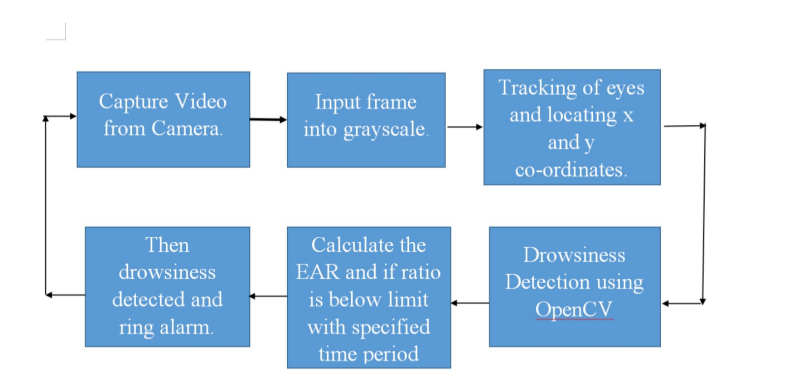 Capture Video
from Camera.
Input frame
into grayscale.
Tracking of eyes
and locating x
and y
co-ordinates.
Drowsiness
Detection using
OpenCV
Calculate the
EAR and if ratio
is below limit
with specified
time period
Then
drowsiness
detected and
ring alarm.